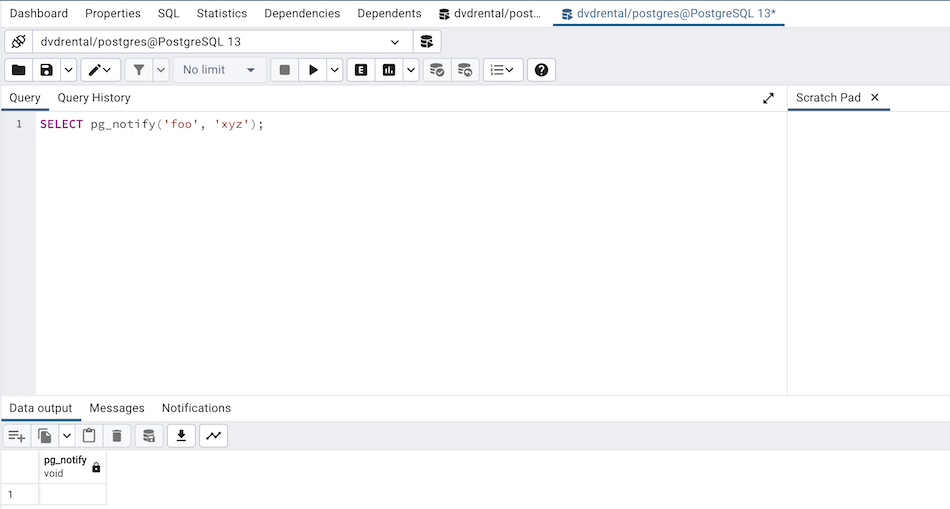 Dashboard Properties SQL Statistics Dependencies Dependents dvdrental/post... dvdrental/postgres@PostgreSQL 13*
dvdrental/postgres@PostgreSQL 13
No limit E
Query Query History Scratch Pad
1 SELECT pg_notify('foo', 'xyz');
Data output Messages Notifications
pg_notify
void
1